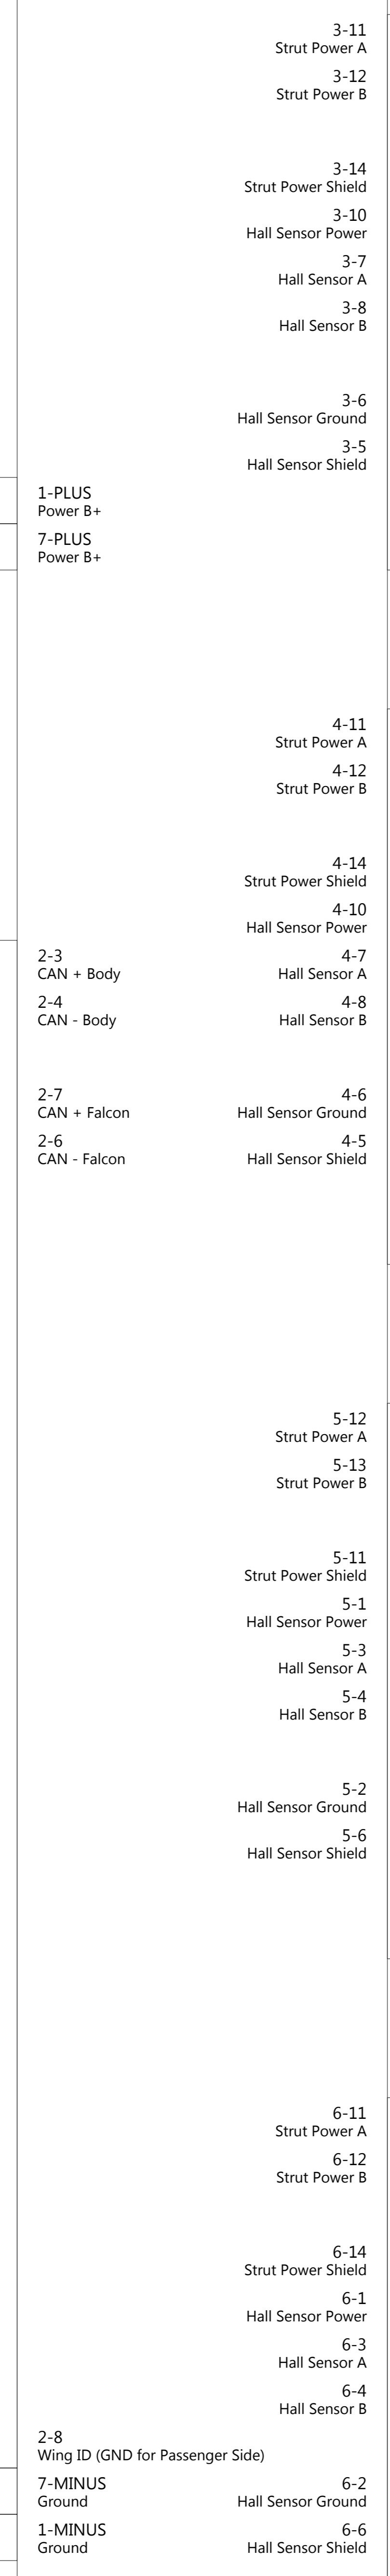 3-11
Strut Power A
3-12
Strut Power B
3-14
Strut Power Shield
3-10
Hall Sensor Power
3-7
Hall Sensor A
3-8
Hall Sensor B
3-6
Hall Sensor Ground
3-5
Hall Sensor Shield
1-PLUS
Power B+
7-PLUS
Power B+
4-11
Strut Power A
4-12
Strut Power B
4-14
Strut Power Shield
4-10
Hall Sensor Power
2-3
CAN + Body
4-7
Hall Sensor A
2-4
CAN - Body
4-8
Hall Sensor B
2-7
CAN + Falcon
4-6
Hall Sensor Ground
2-6
CAN - Falcon
4-5
Hall Sensor Shield
5-12
Strut Power A
5-13
Strut Power B
5-11
Strut Power Shield
5-1
Hall Sensor Power
5-3
Hall Sensor A
5-4
Hall Sensor B
5-2
Hall Sensor Ground
5-6
Hall Sensor Shield
6-11
Strut Power A
6-12
Strut Power B
6-14
Strut Power Shield
6-1
Hall Sensor Power
6-3
Hall Sensor A
6-4
Hall Sensor B
2-8
Wing ID (GND for Passenger Side)
7-MINUS
Ground
6-2
Hall Sensor Ground
1-MINUS
Ground
6-6
Hall Sensor Shield